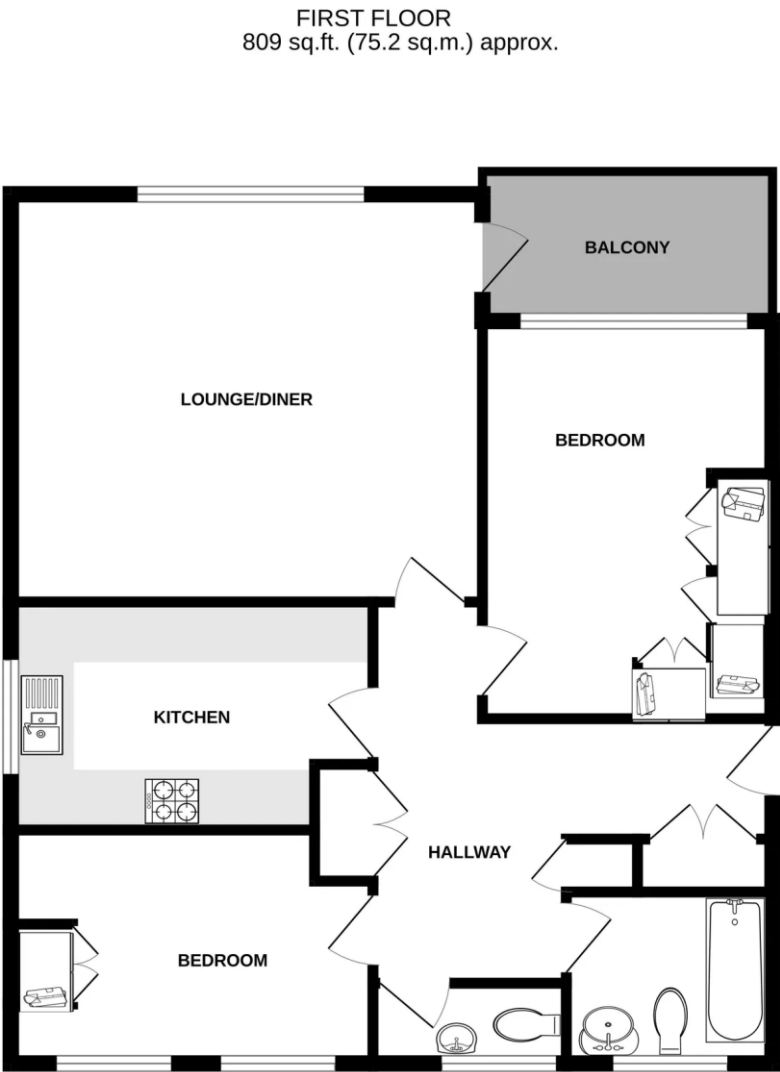 FIRST FLOOR
809 sq.ft. (75.2 sq.m.) approx.
BALCONY
LOUNGE/DINER
BEDROOM
KITCHEN
HALLWAY
BEDROOM